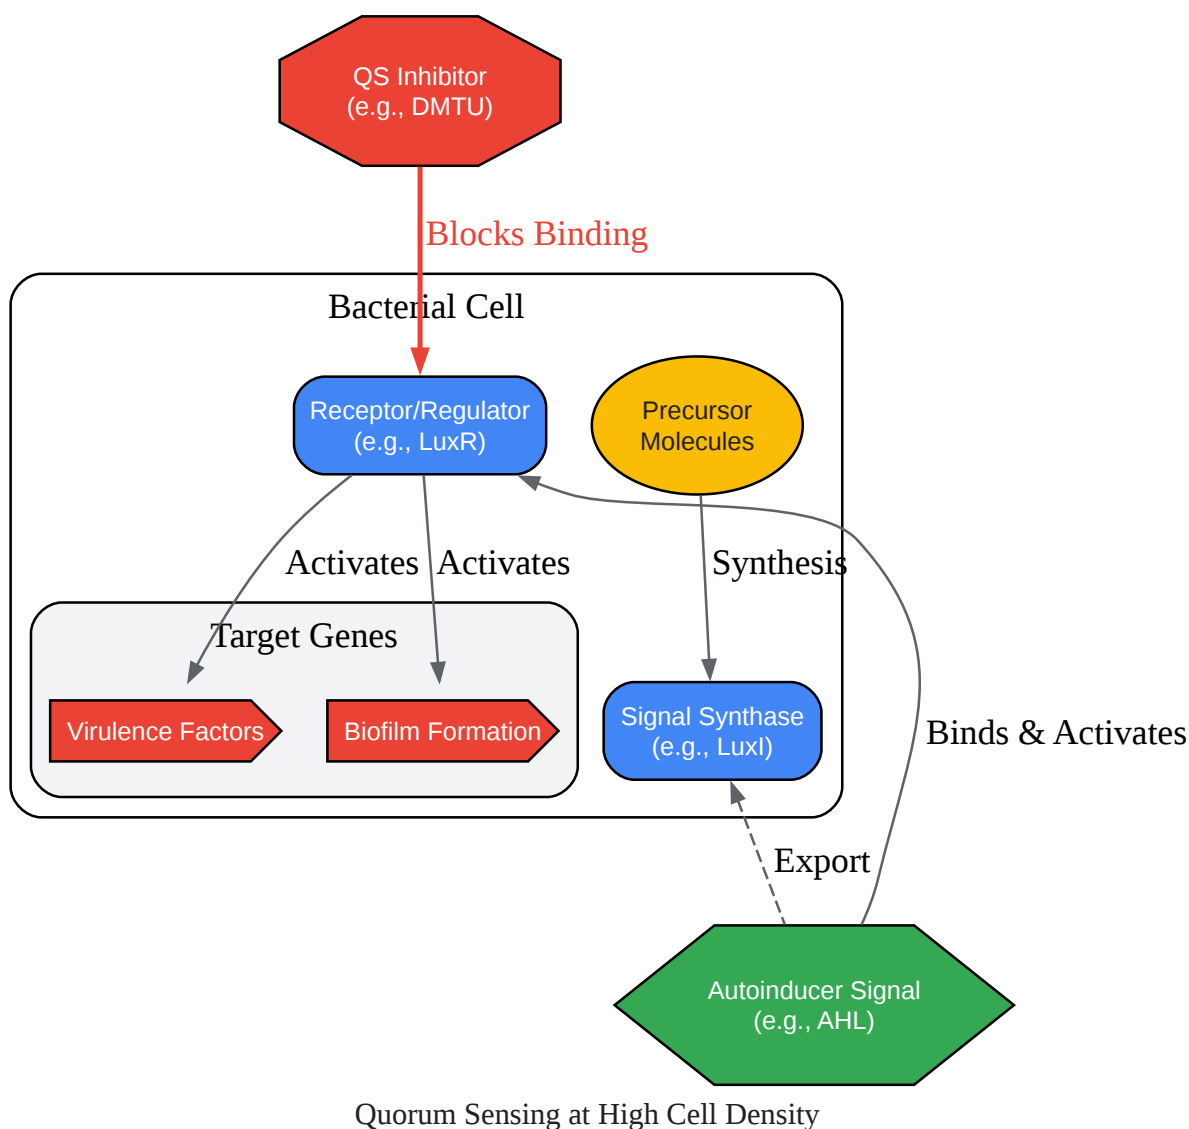 QS Inhibitor
(e.g., DMTU)
Blocks Binding
Bacterial Cell
Receptor/Regulator
(e.g., LuxR)
Precursor
Molecules
Activates
Activates
Synthesis
Target Genes
Virulence Factors
Biofilm Formation
Signal Synthase
(e.g., LuxI)
Binds & Activates
Export
Autoinducer Signal
(e.g., AHL)
Quorum Sensing at High Cell Density